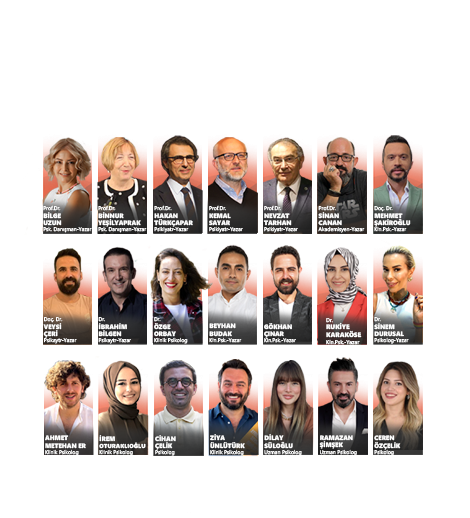 Prof.Dr.
BİLGE
UZUN
Psk. Danışman-Yazar
Prof.Dr.
BİNNUR
YEŞİLYAPRAK
Psk. Danışman-Yazar
Prof.Dr.
HAKAN
TÜRKÇAPAR
Psikiyatr-Yazar
Prof.Dr.
KEMAL
SAYAR
Psikiyatr-Yazar
Prof.Dr.
NEVZAT
TARHAN
Psikiyatr-Yazar
Prof.Dr.
SİNAN
CANAN
Akademisyen-Yazar
Doç. Dr.
MEHMET
ŞAKİROĞLU
Kln.Psk.-Yazar
Doç. Dr.
VEYSİ
ÇERİ
Psikaytr-Yazar
Dr.
İBRAHİM
BİLGEN
Psikaytr-Yazar
Dr.
ÖZGE
ORBAY
Klinik Psikolog
BEYHAN
BUDAK
Kln.Psk.-Yazar
GÖKHAN
ÇINAR
Kln.Psk.-Yazar
Dr.
RUKİYE
KARAKÖSE
Kln.Psk.-Yazar
Dr.
SİNEM
DURUSAL
Psikolog-Yazar
AHMET
METEHAN ER
Klinik Psikolog
İREM
OTURAKLIOĞLU
Klinik Psikolog
CİHAN
ÇELİK
Psikolog
ZİYA
ÜNLÜTÜRK
Klinik Psikolog
DİLAY
SÜLOĞLU
Uzman Psikolog
RAMAZAN
ŞİMŞEK
Uzman Psikolog
CEREN
ÖZÇELİK
Psikolog